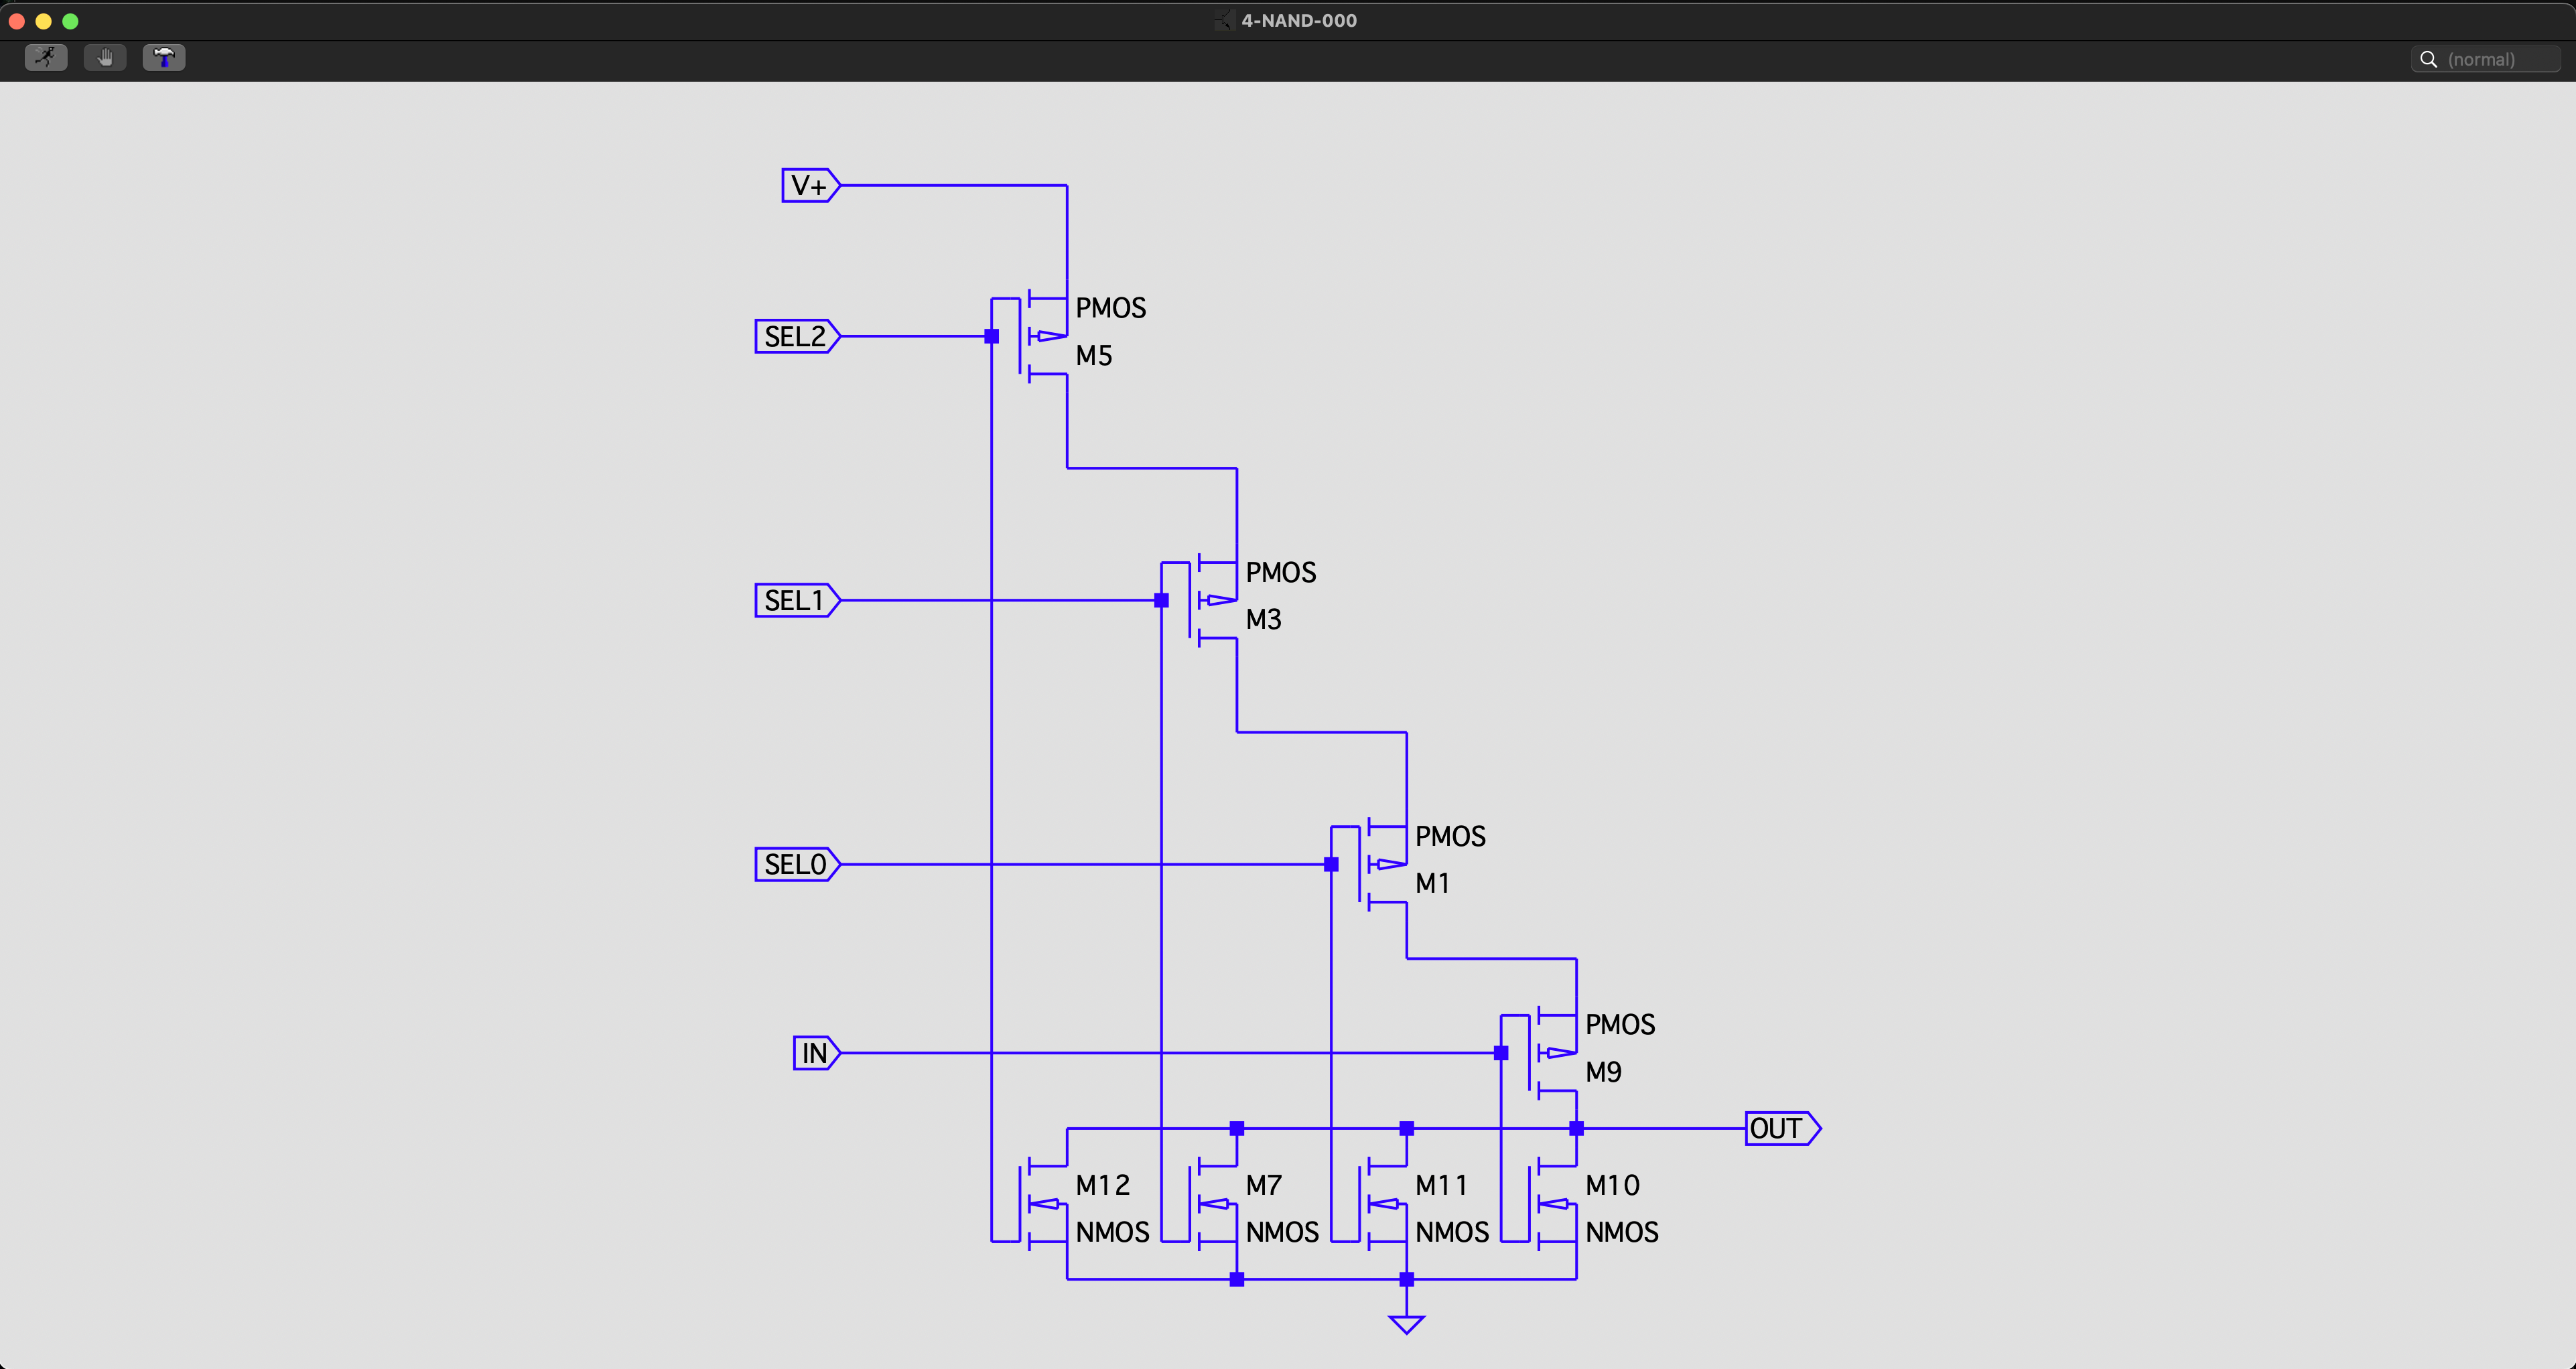 4-NAND-000
(normal)
V+
PMOS
SEL2
M5
PMOS
SEL1
M3
PMOS
SEL0
M1
PMOS
IN
M9
OUT
M12
M7
M11
M10
NMOS
NMOS
NMOS
NMOS